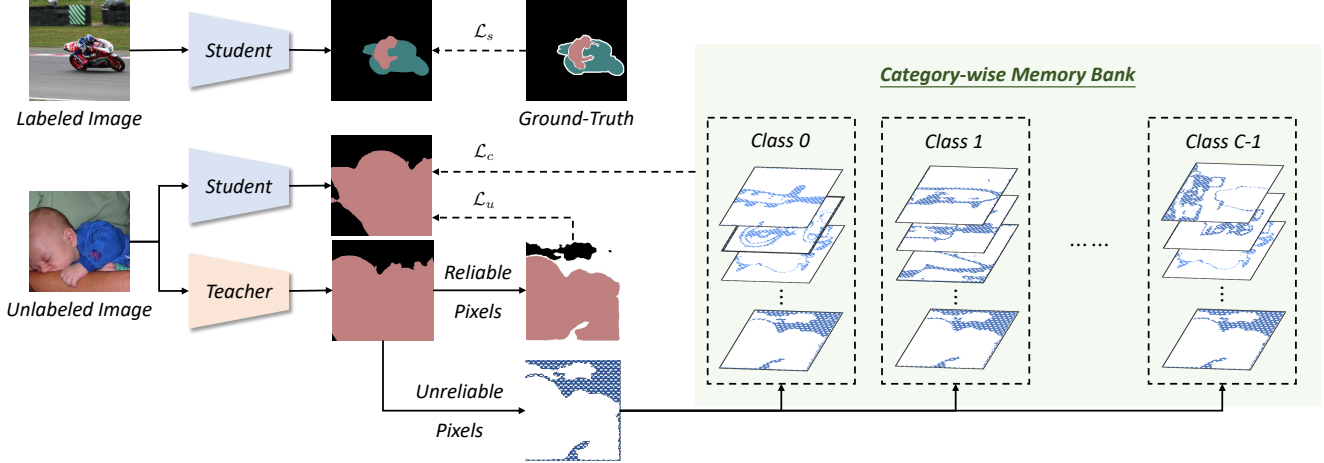 Student
ℒs
Labeled Image
Ground-Truth
Category-wise Memory Bank
Class 0
Class 1
Class C-1
Student
ℒc
ℒu
Teacher
Unlabeled Image
Reliable
Pixels
Unreliable
Pixels
⋮
⋮
⋮
... ...